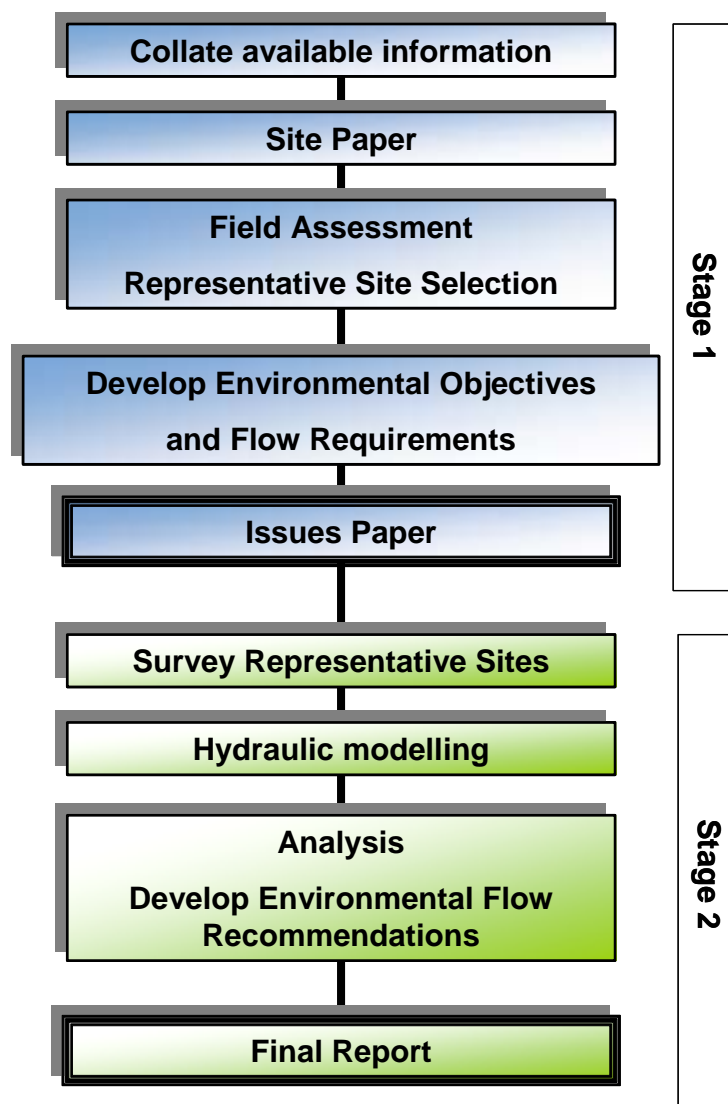 Collate available information
Site Paper
Field Assessment
Representative Site Selection
Develop Environmental Objectives
and Flow Requirements
Issues Paper
Stage 1
Survey Representative Sites
Hydraulic modelling
Analysis
Develop Environmental Flow
Recommendations
Final Report
Stage 2